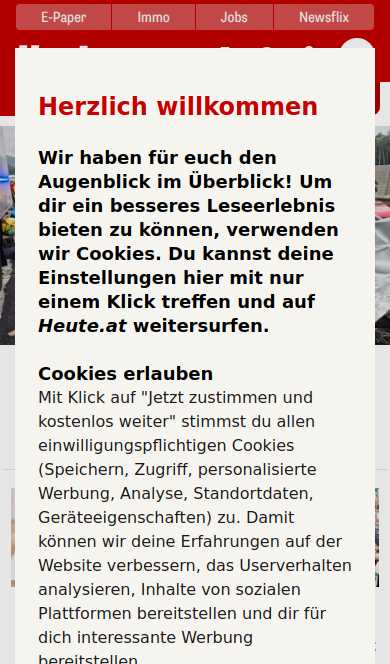 E-Paper
Immo
Jobs
Newsflix
Herzlich willkommen
Wir haben für euch den
Augenblick im Überblick! Um
dir ein besseres Leseerlebnis
bieten zu können, verwenden
wir Cookies. Du kannst deine
Einstellungen hier mit nur
einem Klick treffen und auf
Heute.at weitersurfen.
Cookies erlauben
Mit Klick auf "Jetzt zustimmen und
kostenlos weiter" stimmst du allen
einwilligungspflichtigen Cookies
(Speichern, Zugriff, personalisierte
Werbung, Analyse, Standortdaten,
Geräteeigenschaften) zu. Damit
können wir deine Erfahrungen auf der
Website verbessern, das Userverhalten
analysieren, Inhalte von sozialen
Plattformen bereitstellen und dir für
dich interessante Werbung
bereitstellen